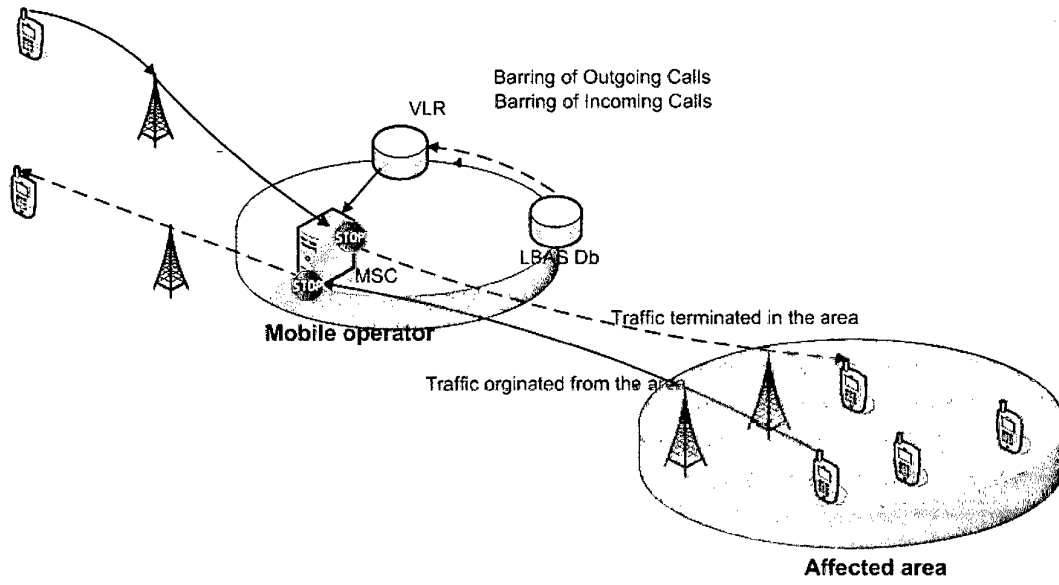 Barring of Outgoing Calls
Barring of Incoming Calls
VLR
STOP
LBAS Db
MSC
STOP
Mobile operator
Traffic terminated in the area
Traffic orginated from the area
Affected area